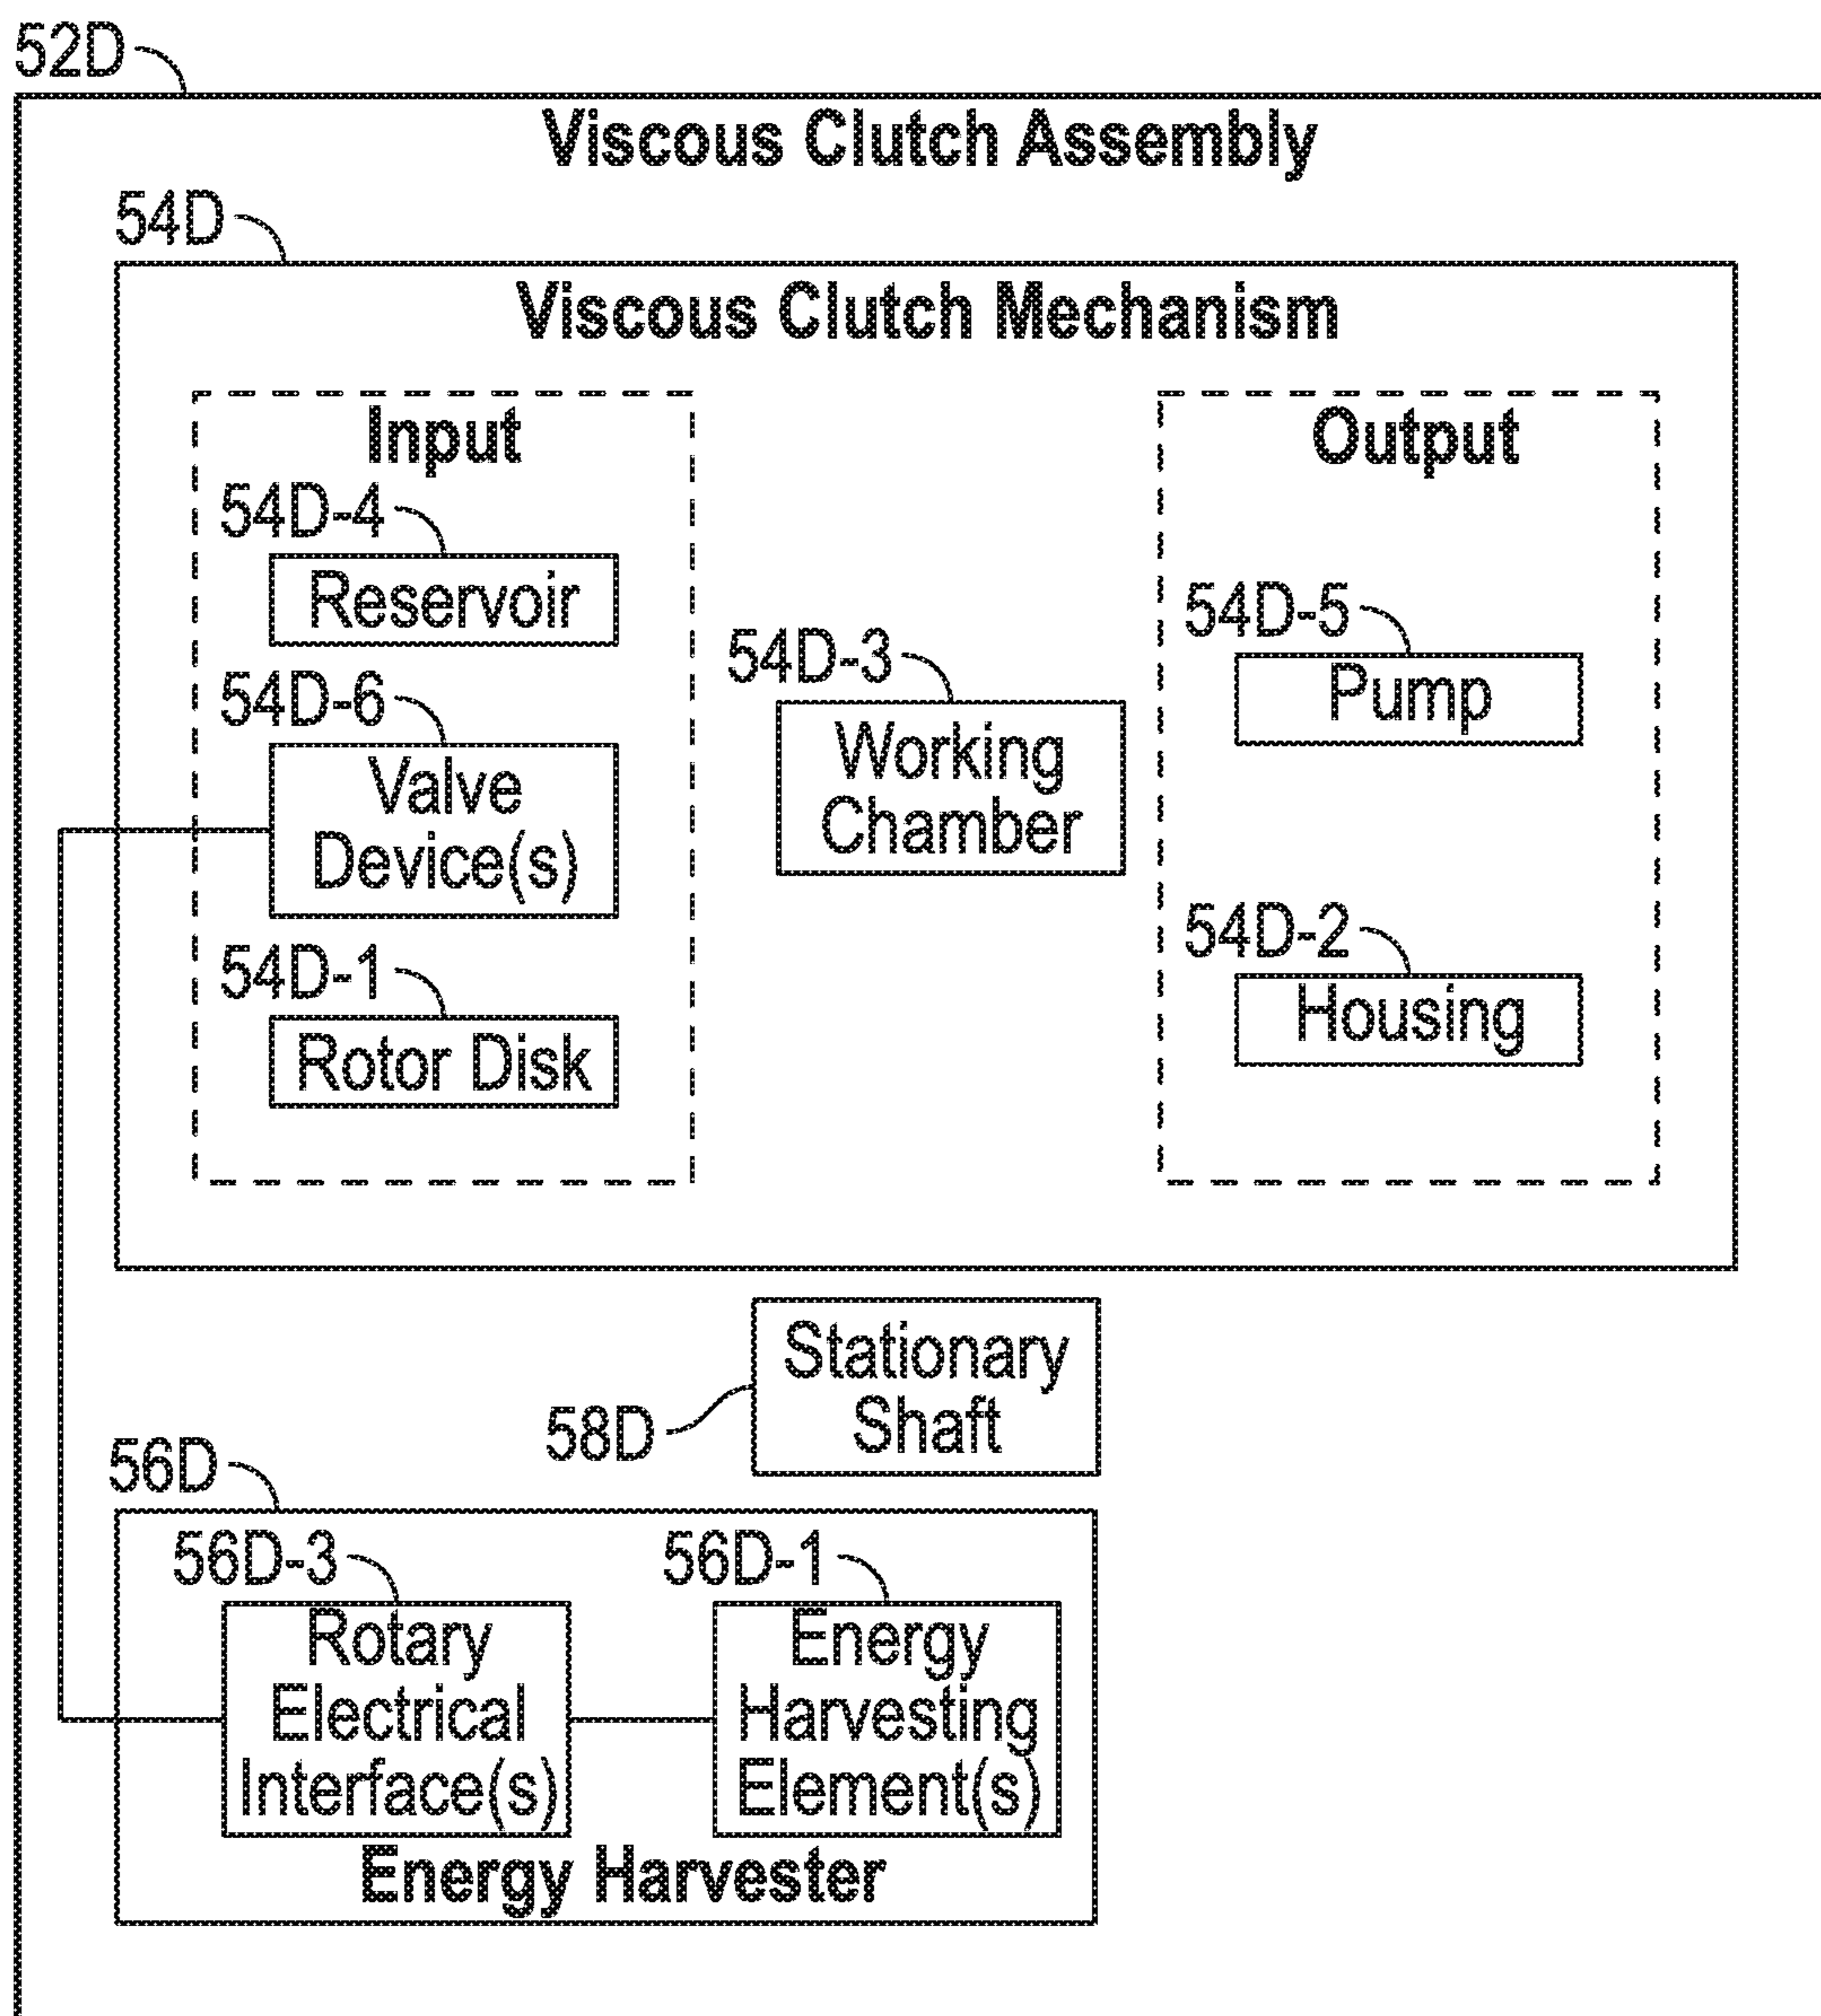 52D
Viscous Clutch Assembly
54D
Viscous Clutch Mechanism
Input
Output
54D-4
Reservoir
54D-6
Valve
Device(s)
54D-1
Rotor Disk
54D-3
Working
Chamber
54D-5
Pump
54D-2
Housing
Stationary
Shaft
58D
56D
56D-3
Rotary
Electrical
Interface(s)
56D-1
Energy
Harvesting
Element(s)
Energy Harvester